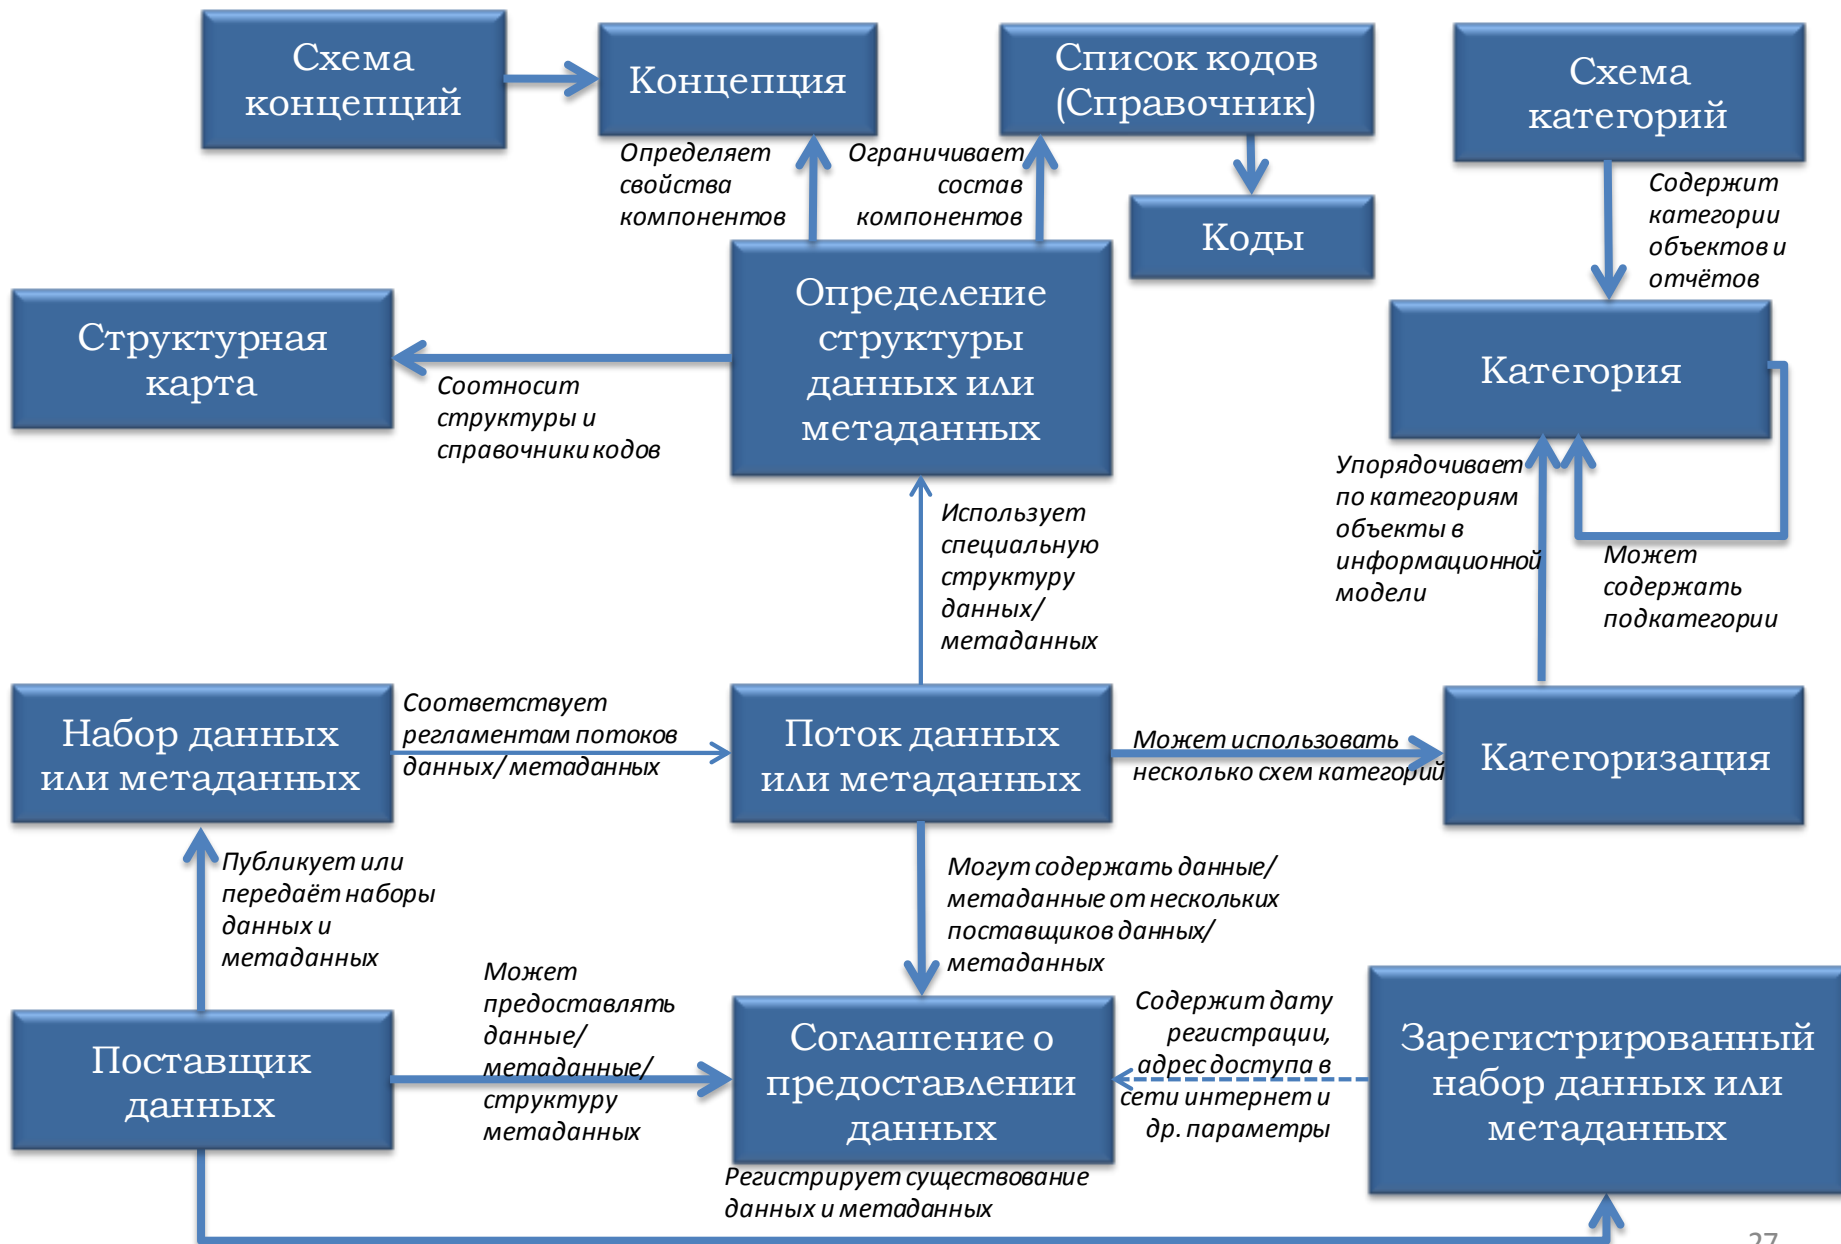 Схема
концепций
Концепция
Список кодов
(Справочник)
Схема
категорий
Определяет
свойства
компонентов
Ограничивает
состав
компонентов
Коды
Содержит
категории
объектов и
отчётов
Структурная
карта
Соотносит
структуры и
справочники кодов
Определение
структуры
данных или
метаданных
Категория
Упорядочивает
по категориям
объекты в
информационной
модели
Может
содержать
подкатегории
Использует
специальную
структуру
данных/
метаданных
Набор данных
или метаданных
Соответствует
регламентам потоков
данных/ метаданных
Поток данных
или метаданных
Может использовать
несколько схем категорий
Категоризация
Публикует или
передаёт наборы
данных и
метаданных
Могут содержать данные/
метаданные от нескольких
поставщиков данных/
метаданных
Поставщик
данных
Может
предоставлять
данные/
метаданные/
структуру
метаданных
Соглашение о
предоставлении
данных
Содержит дату
регистрации,
адрес доступа в
сети интернет и
др. параметры
Зарегистрированный
набор данных или
метаданных
Регистрирует существование
данных и метаданных
27